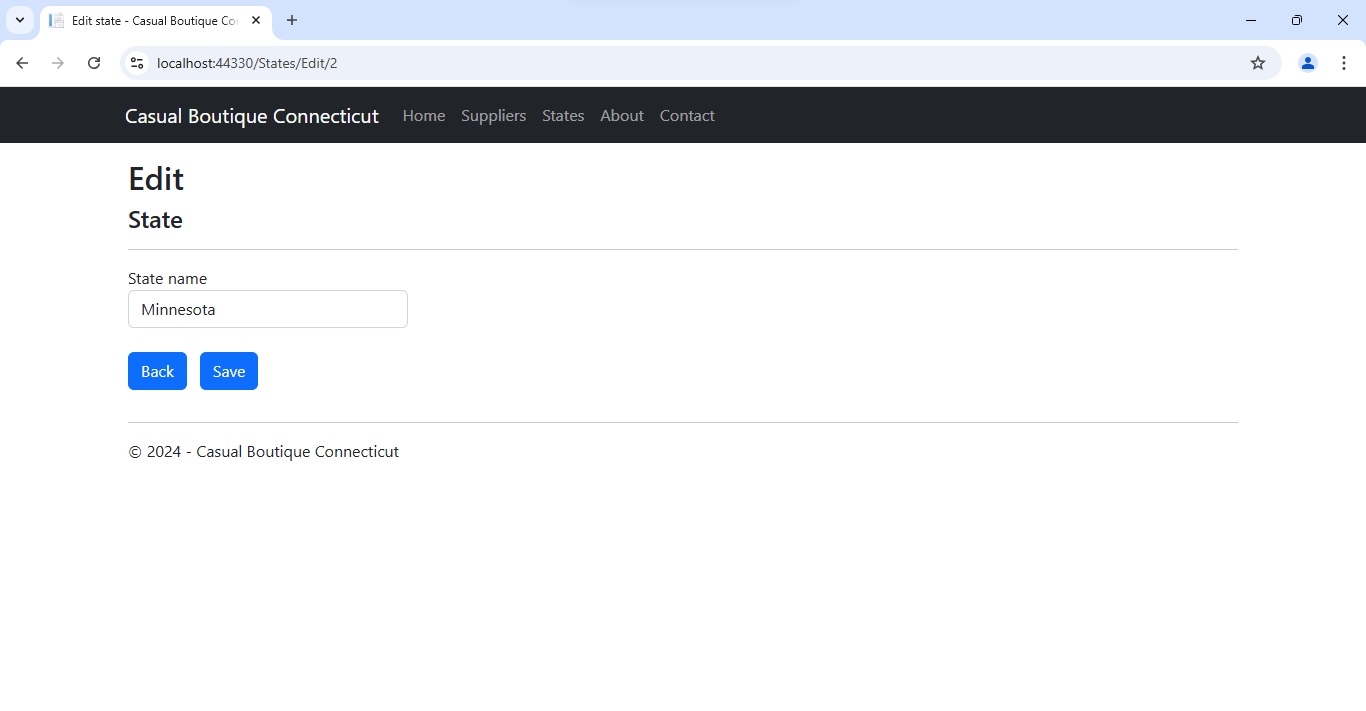 Edit state - Casual Boutique Co
localhost:44330/States/Edit/2
Casual Boutique Connecticut Home Suppliers States About Contact
Edit
State
State name
Minnesota
Back Save
© 2024 - Casual Boutique Connecticut